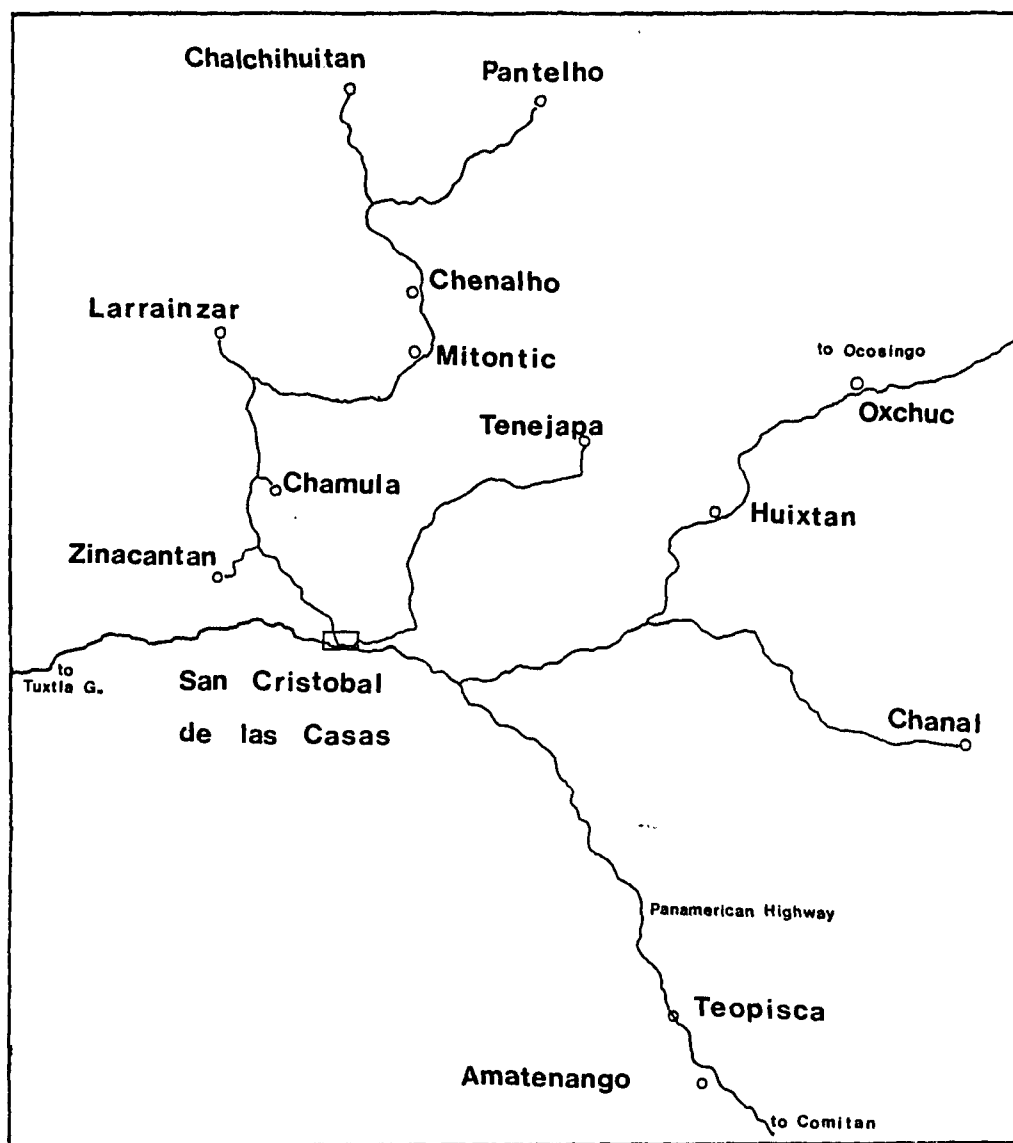 Chalchihuitan
Pantelho
Chenalho
Larrainzar
Mitontic
to Ocosingo
Oxchuc
Tenejapa
Chamula
Huixtan
Zinacantan
to
Tuxtla G.
San Cristobal
de las Casas
Chanal
Panamerican Highway
Teopisca
Amatenango
to Comitan